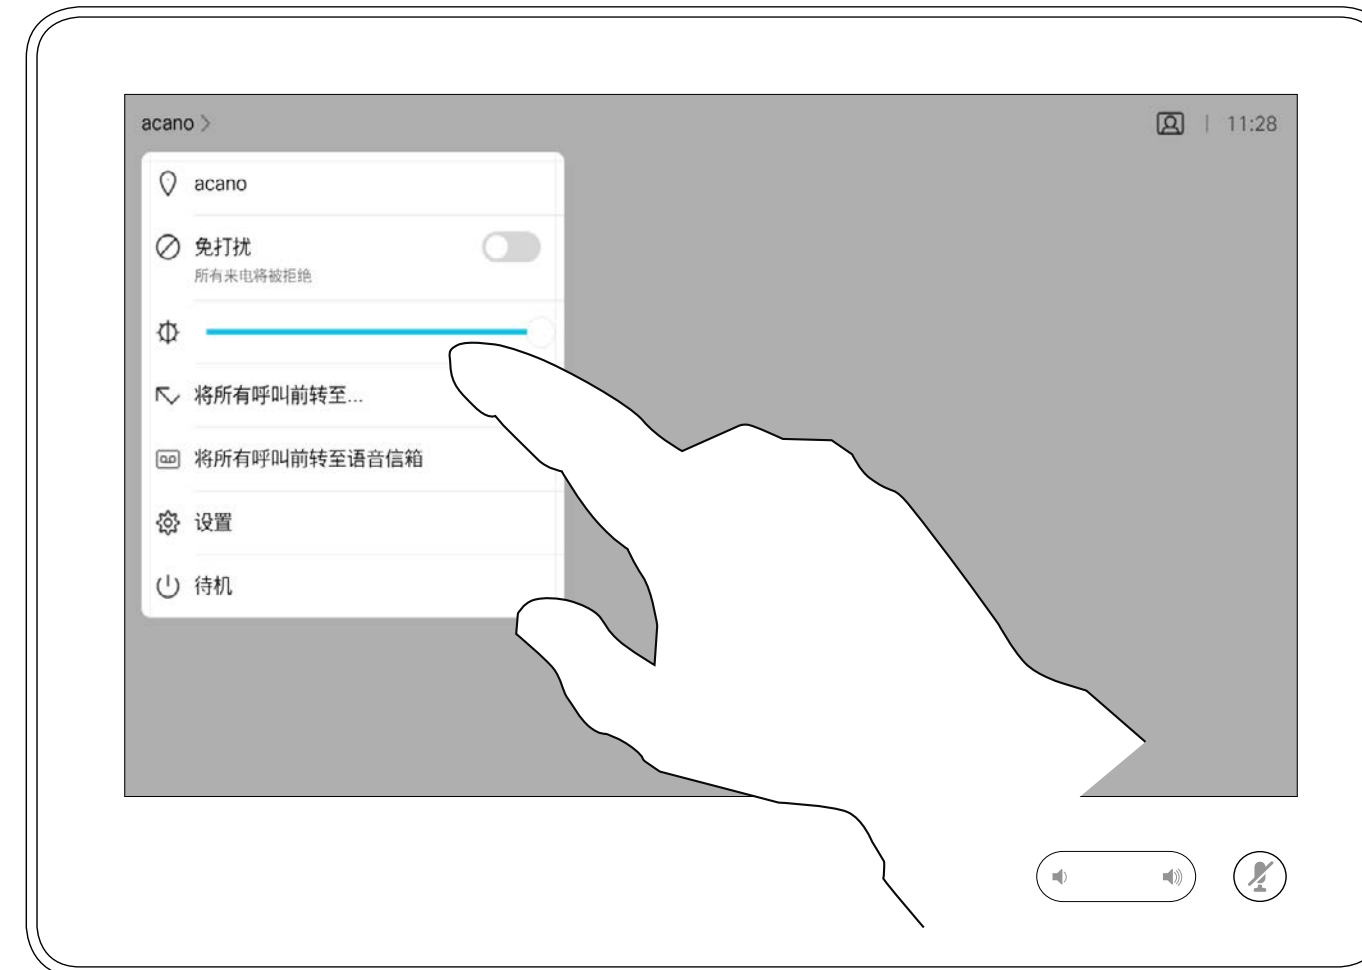 acano >
11:28
acano
免打扰
所有来电将被拒绝
将所有呼叫前转至...
将所有呼叫前转至语音信箱
设置
待机